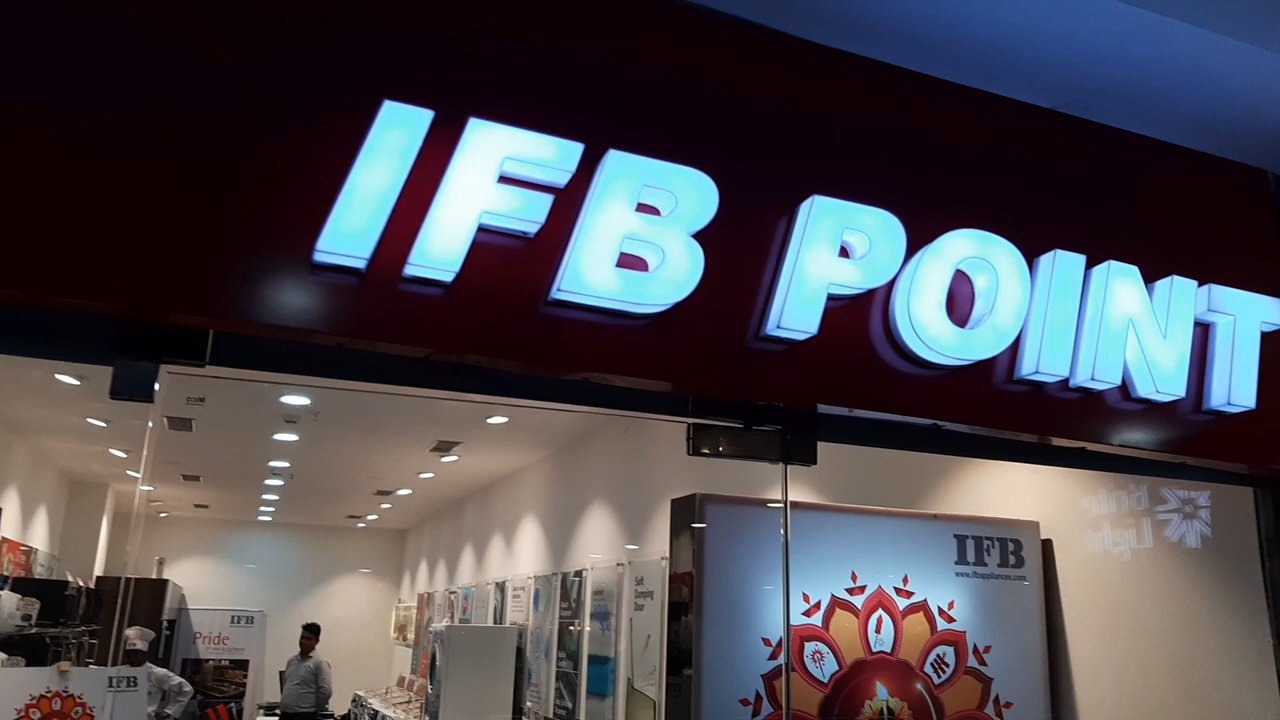 IFB POINT
IFB
www.ifbappliances.com
Soft
Damping
Door
IFB
Pride
IFB